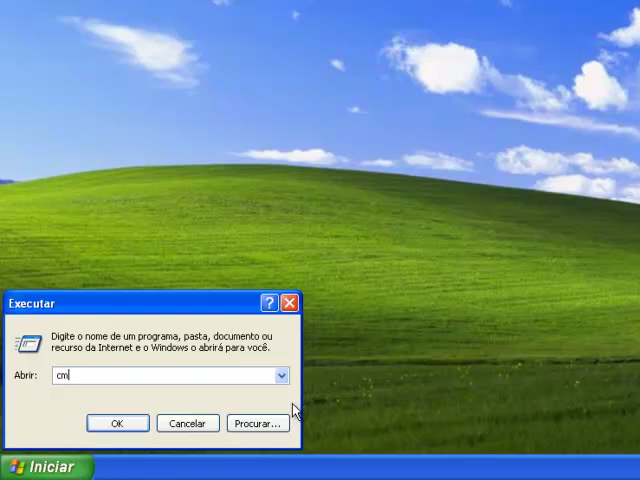 Executar
Digite o nome de um programa, pasta, documento ou
recurso da Internet e o Windows o abrirá para você.
Abrir: cm
OK Cancelar Procurar...
Iniciar